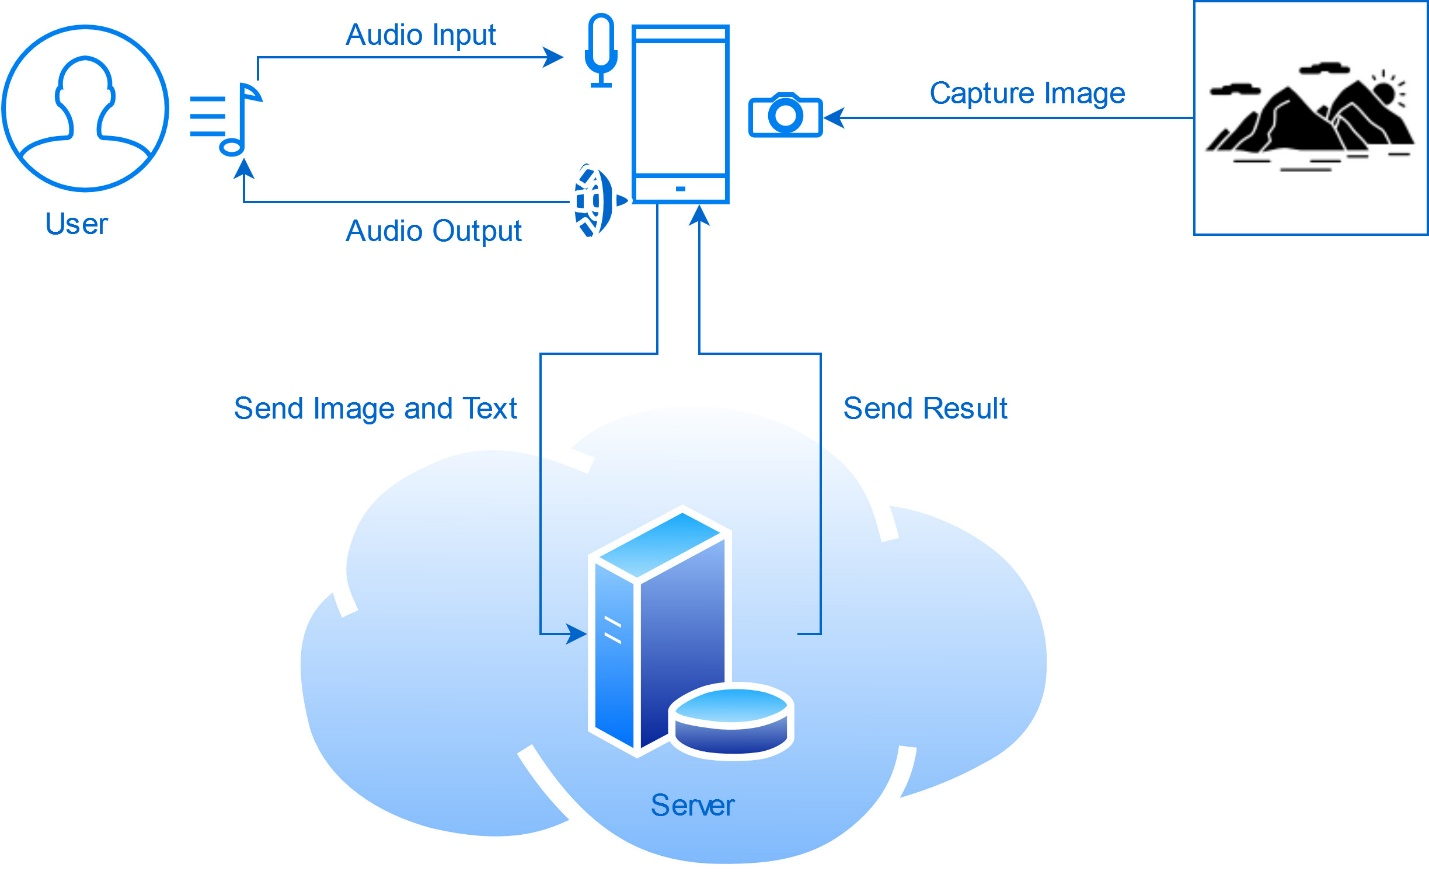 Audio Input
Capture Image
User
Audio Output
Send Image and Text
Send Result
Server